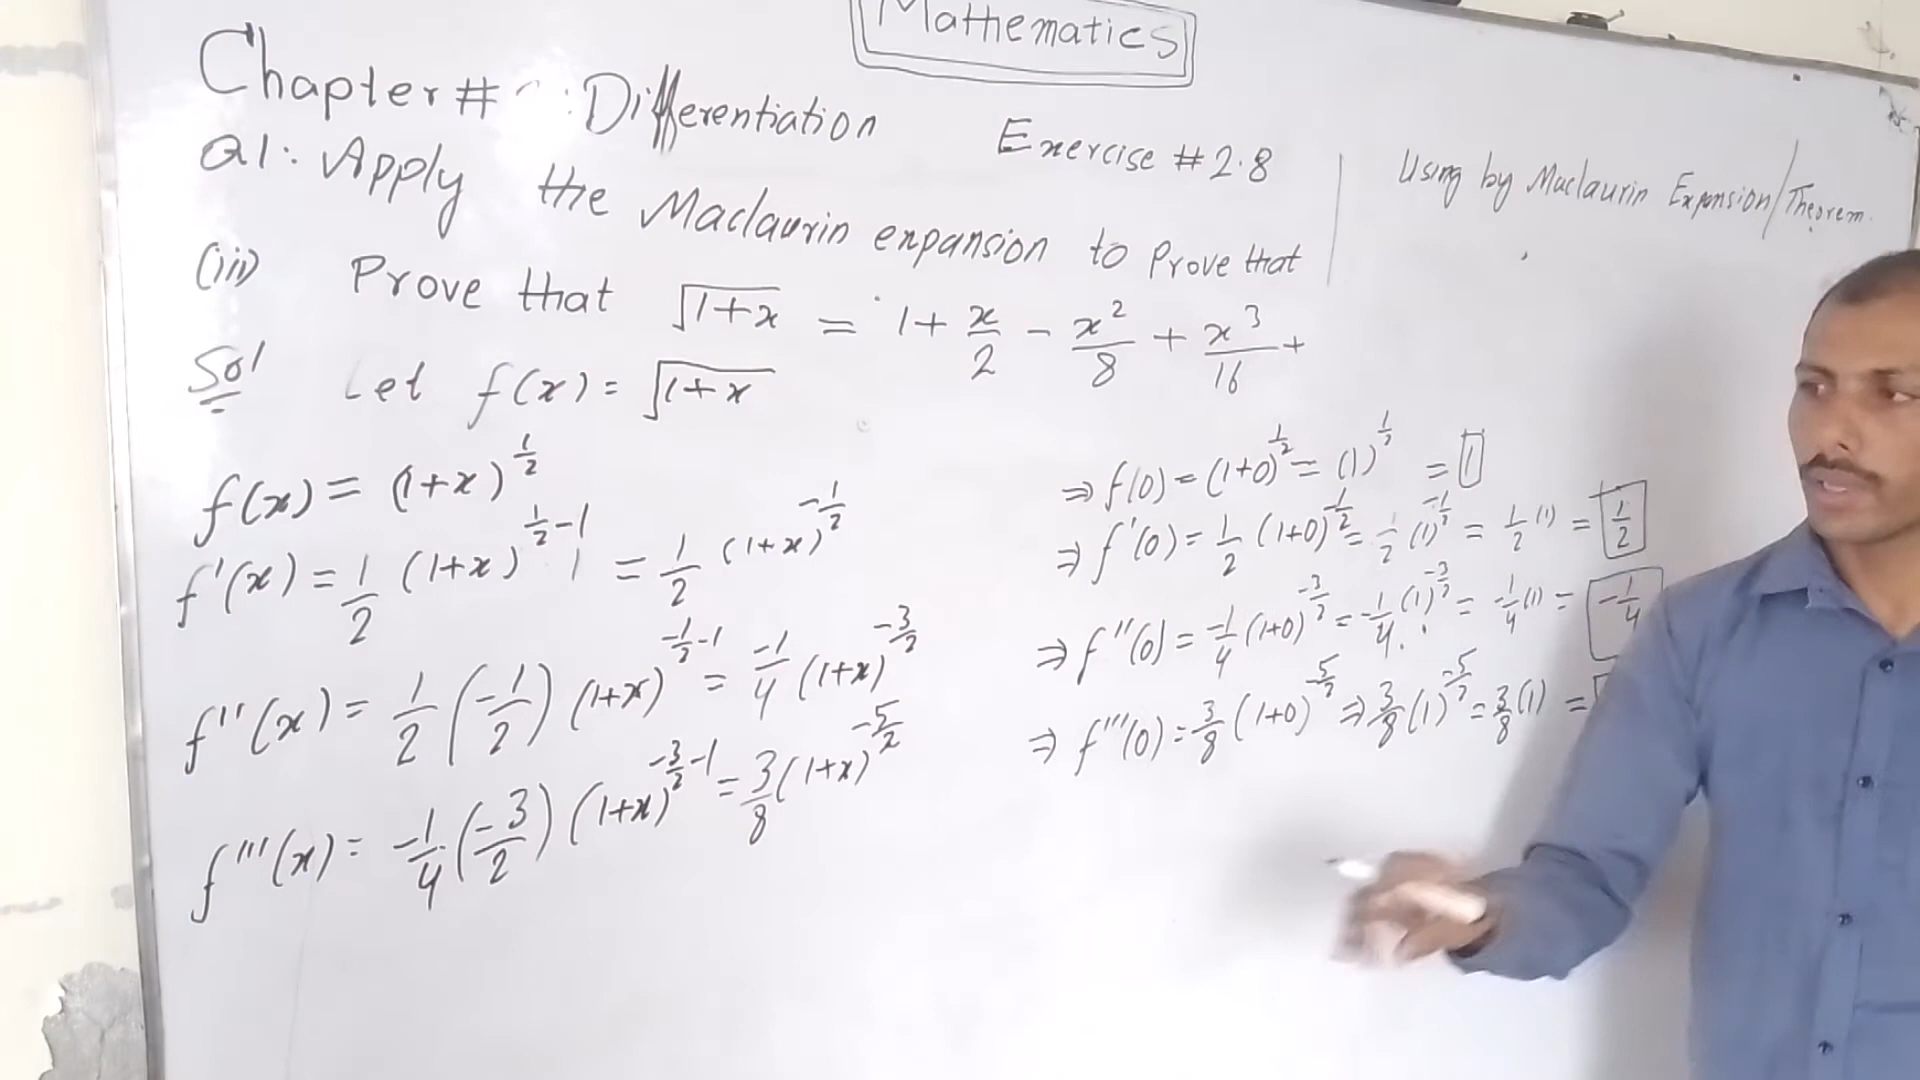 Mathematics
Chapter # : Differentiation Exercise # 2.8
Q1: Apply the Maclaurin expansion to Prove that
Using by Maclaurin Expansion/Theorem.
(iii) Prove that √(1+x) = 1 + x/2 - x²/8 + x³/16 +
Sol Let f(x) = √(1+x)
f(x) = (1+x)^(1/2)
f'(x) = 1/2 (1+x)^(1/2-1) = 1/2 (1+x)^(-1/2)
f''(x) = 1/2 (-1/2) (1+x)^(-1/2-1) = -1/4 (1+x)^(-3/2)
f'''(x) = -1/4 (-3/2) (1+x)^(-3/2-1) = 3/8 (1+x)^(-5/2)
⇒ f(0) = (1+0)^(1/2) = (1)^(1/2) = 1
⇒ f'(0) = 1/2 (1+0)^(-1/2) = 1/2 (1)^(-1/2) = 1/2 (1) = 1/2
⇒ f''(0) = -1/4 (1+0)^(-3/2) = -1/4 (1)^(-3/2) = -1/4 (1) = -1/4
⇒ f'''(0) = 3/8 (1+0)^(-5/2) ⇒ 3/8 (1)^(-5/2) = 3/8 (1) =